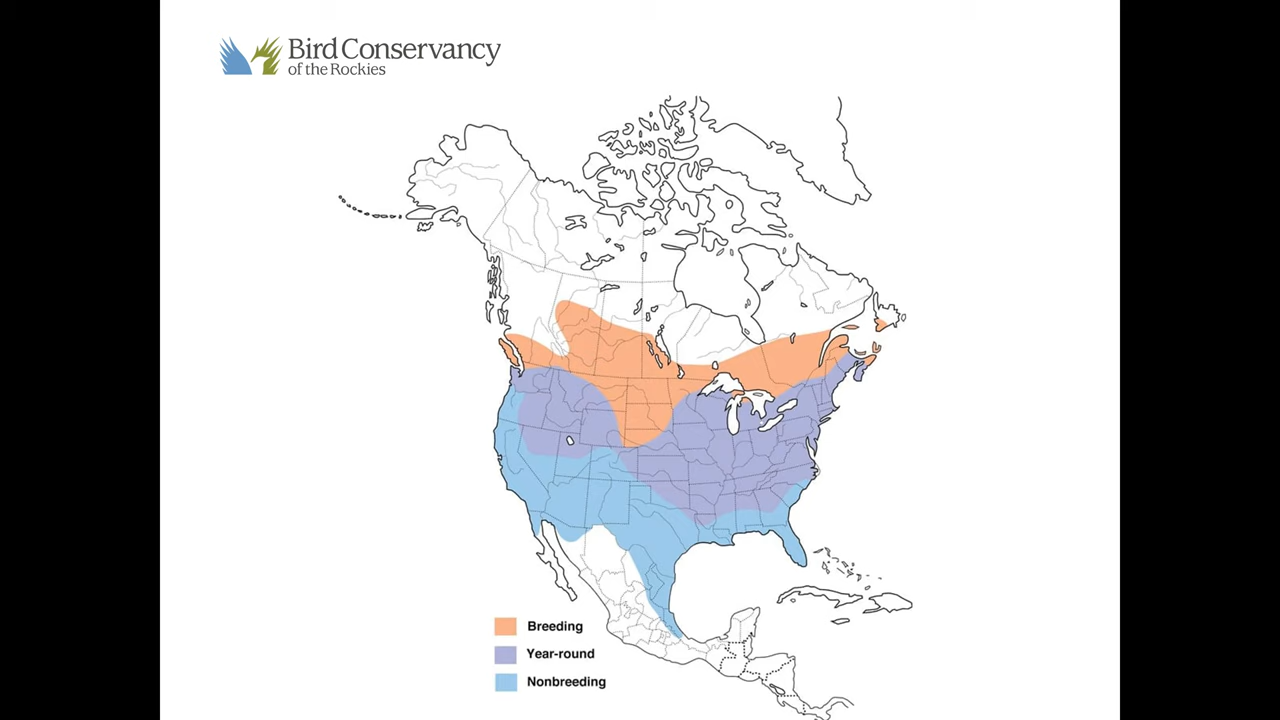 Bird Conservancy
of the Rockies
Breeding
Year-round
Nonbreeding